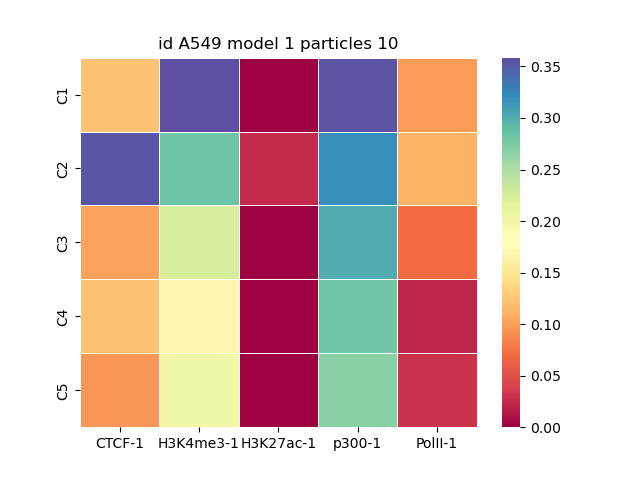 id A549 model 1 particles 10
C1
C2
C3
C4
C5
CTCF-1 H3K4me3-1 H3K27ac-1 p300-1 PolII-1
0.35
0.30
0.25
0.20
0.15
0.10
0.05
0.00